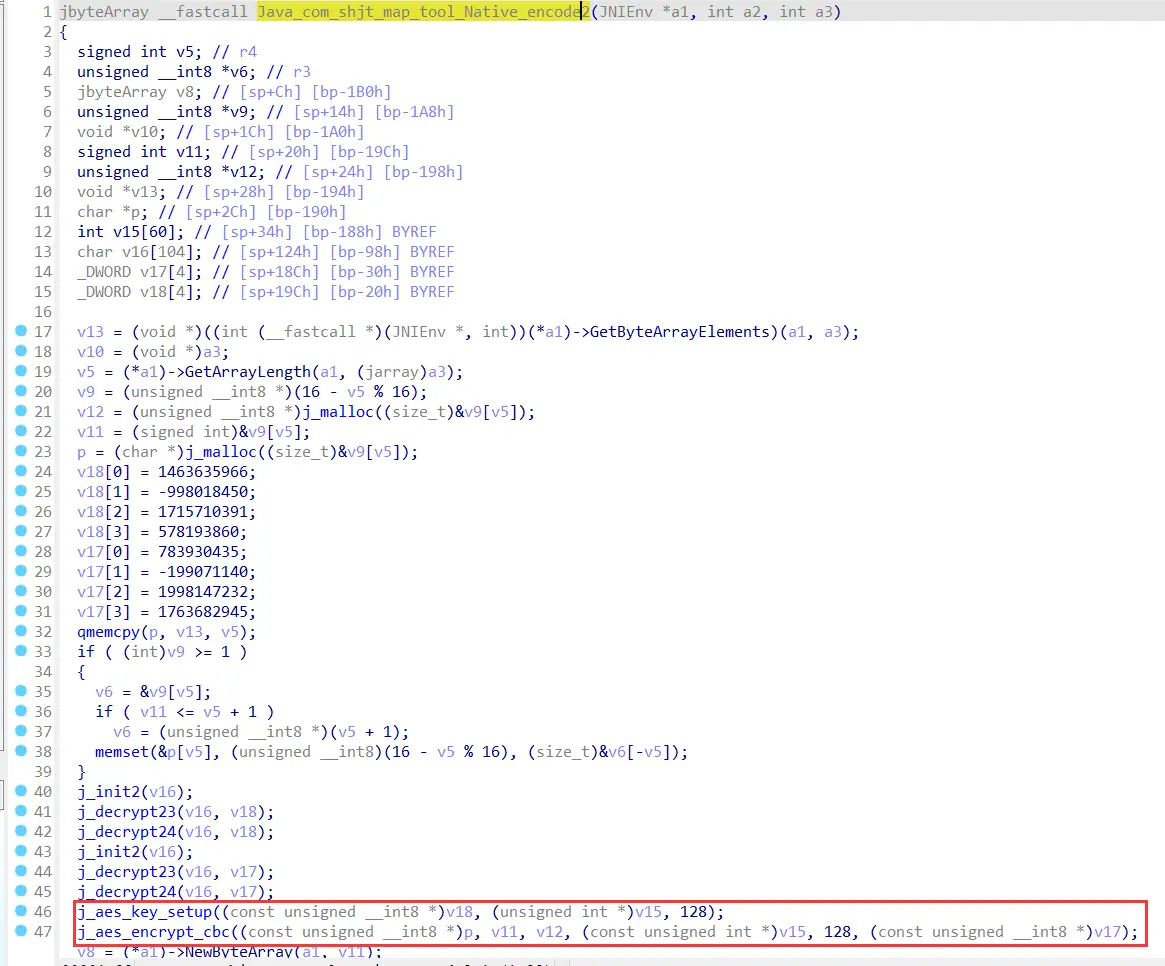 1 jbyteArray __fastcall Java_com_shjt_map_tool_Native_encode2(JNIEnv *a1, int a2, int a3)
2 {
3 signed int v5; // r4
4 unsigned __int8 *v6; // r3
5 jbyteArray v8; // [sp+Ch] [bp-1B0h]
6 unsigned __int8 *v9; // [sp+14h] [bp-1A8h]
7 void *v10; // [sp+1Ch] [bp-1A0h]
8 signed int v11; // [sp+20h] [bp-19Ch]
9 unsigned __int8 *v12; // [sp+24h] [bp-198h]
10 void *v13; // [sp+28h] [bp-194h]
11 char *p; // [sp+2Ch] [bp-190h]
12 int v15[60]; // [sp+34h] [bp-188h] BYREF
13 char v16[104]; // [sp+124h] [bp-98h] BYREF
14 _DWORD v17[4]; // [sp+18Ch] [bp-30h] BYREF
15 _DWORD v18[4]; // [sp+19Ch] [bp-20h] BYREF
16
17 v13 = (void *)((int (__fastcall *)(JNIEnv *, int))(*a1)->GetByteArrayElements)(a1, a3);
18 v10 = (void *)a3;
19 v5 = (*a1)->GetArrayLength(a1, (jarray)a3);
20 v9 = (unsigned __int8 *)(16 - v5 % 16);
21 v12 = (unsigned __int8 *)j_malloc((size_t)&v9[v5]);
22 v11 = (signed int)&v9[v5];
23 p = (char *)j_malloc((size_t)&v9[v5]);
24 v18[0] = 1463635966;
25 v18[1] = -998018450;
26 v18[2] = 1715710391;
27 v18[3] = 578193860;
28 v17[0] = 783930435;
29 v17[1] = -199071140;
30 v17[2] = 1998147232;
31 v17[3] = 1763682945;
32 qmemcpy(p, v13, v5);
33 if ( (int)v9 >= 1 )
34 {
35 v6 = &v9[v5];
36 if ( v11 <= v5 + 1 )
37 v6 = (unsigned __int8 *)(v5 + 1);
38 memset(&p[v5], (unsigned __int8)(16 - v5 % 16), (size_t)&v6[-v5]);
39 }
40 j_init2(v16);
41 j_decrypt23(v16, v18);
42 j_decrypt24(v16, v18);
43 j_init2(v16);
44 j_decrypt23(v16, v17);
45 j_decrypt24(v16, v17);
46 j_aes_key_setup((const unsigned __int8 *)v18, (unsigned int *)v15, 128);
47 j_aes_encrypt_cbc((const unsigned __int8 *)p, v11, v12, (const unsigned int *)v15, 128, (const unsigned __int8 *)v17);
v8 = (*a1)->NewByteArray(a1, v11);